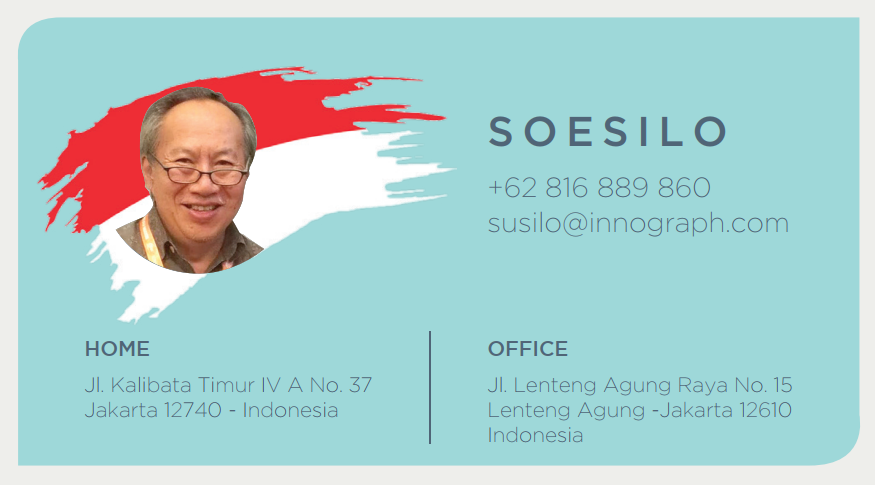 SOESILO
+62 816 889 860
susilo@innograph.com
HOME
Jl. Kalibata Timur IV A No. 37
Jakarta 12740 - Indonesia
OFFICE
Jl. Lenteng Agung Raya No. 15
Lenteng Agung -Jakarta 12610
Indonesia